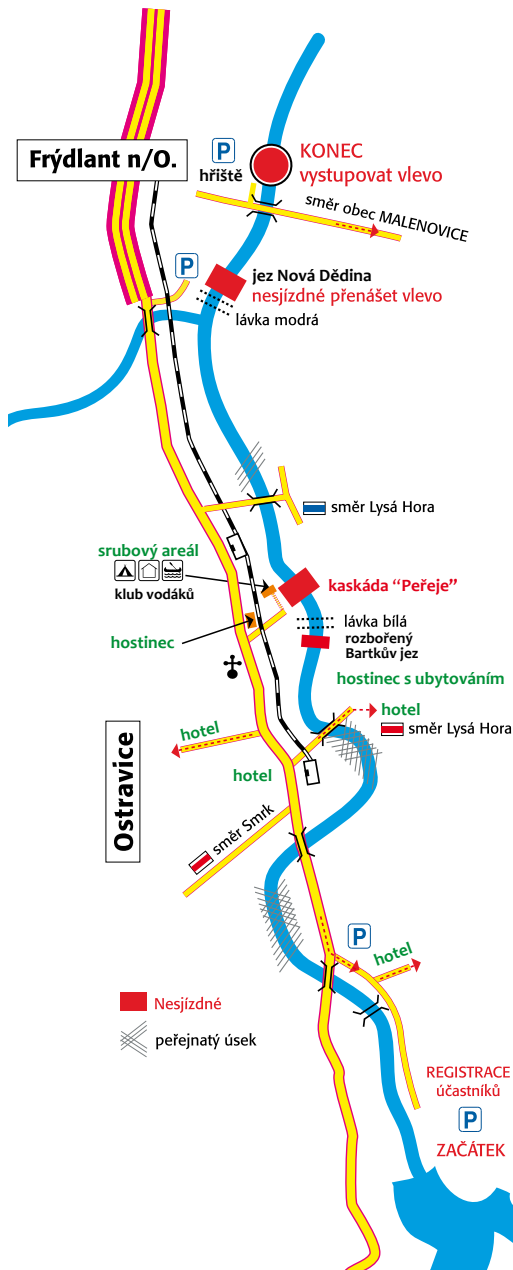 P
hřiště
KONEC
vystupovat vlevo
Frýdlant n/O.
směr obec MALENOVICE
P
jez Nová Dědina
nesjízdné přenášet vlevo
lávka modrá
směr Lysá Hora
srubový areál
klub vodáků
kaskáda “Peřeje”
lávka bílá
rozbořený
Bartkův jez
hostinec
hostinec s ubytováním
hotel
směr Lysá Hora
hotel
hotel
Ostravice
směr Smrk
P
hotel
Nesjízdné
peřejnatý úsek
REGISTRACE
účastníků
P
ZAČÁTEK